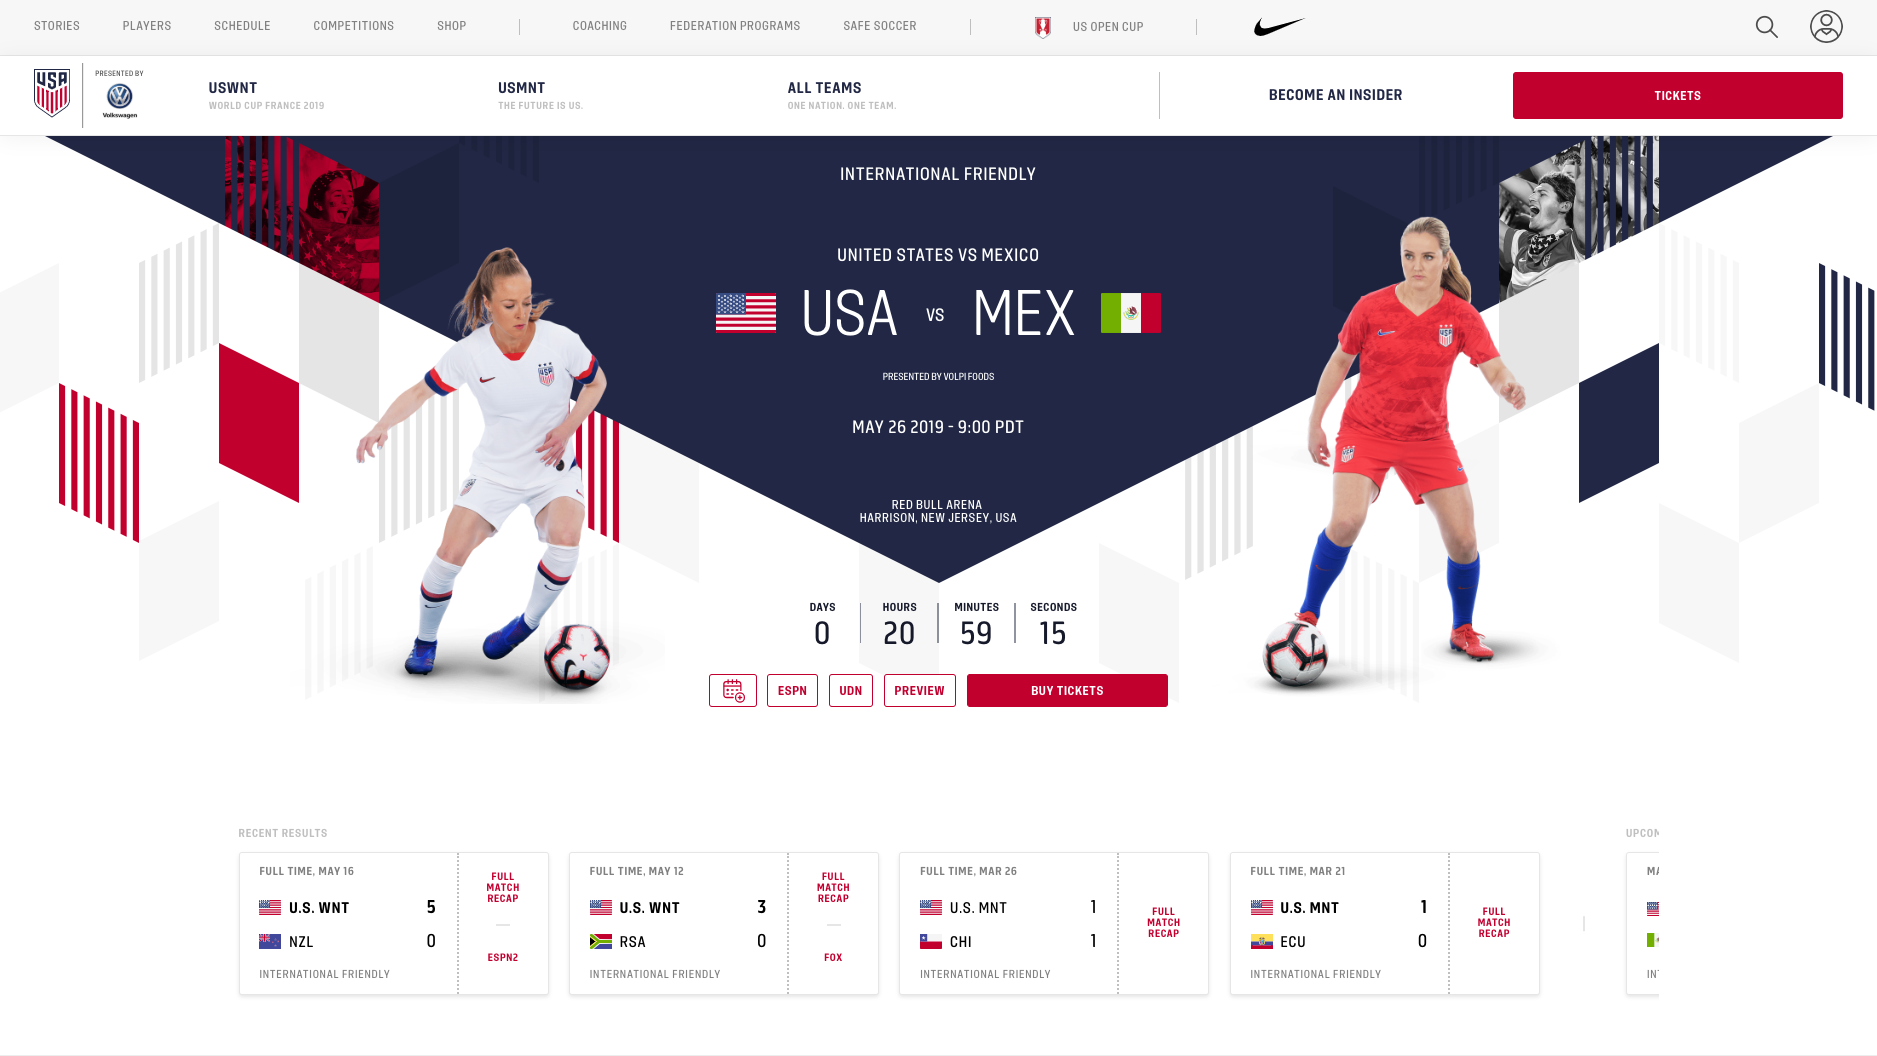 STORIES PLAYERS SCHEDULE COMPETITIONS SHOP COACHING FEDERATION PROGRAMS SAFE SOCCER US OPEN CUP
USA
PRESENTED BY
Volkswagen
USWNT
WORLD CUP FRANCE 2019
USMNT
THE FUTURE IS US.
ALL TEAMS
ONE NATION. ONE TEAM.
BECOME AN INSIDER
TICKETS
INTERNATIONAL FRIENDLY
UNITED STATES VS MEXICO
USA VS MEX
PRESENTED BY VOLPI FOODS
MAY 26 2019 - 9:00 PDT
RED BULL ARENA
HARRISON, NEW JERSEY, USA
DAYS HOURS MINUTES SECONDS
0 20 59 15
ESPN UDN PREVIEW BUY TICKETS
RECENT RESULTS
FULL TIME, MAY 16
U.S. WNT 5
NZL 0
INTERNATIONAL FRIENDLY
FULL
MATCH
RECAP
ESPN2
FULL TIME, MAY 12
U.S. WNT 3
RSA 0
INTERNATIONAL FRIENDLY
FULL
MATCH
RECAP
FOX
FULL TIME, MAR 26
U.S. MNT 1
CHI 1
INTERNATIONAL FRIENDLY
FULL
MATCH
RECAP
FULL TIME, MAR 21
U.S. MNT 1
ECU 0
INTERNATIONAL FRIENDLY
FULL
MATCH
RECAP